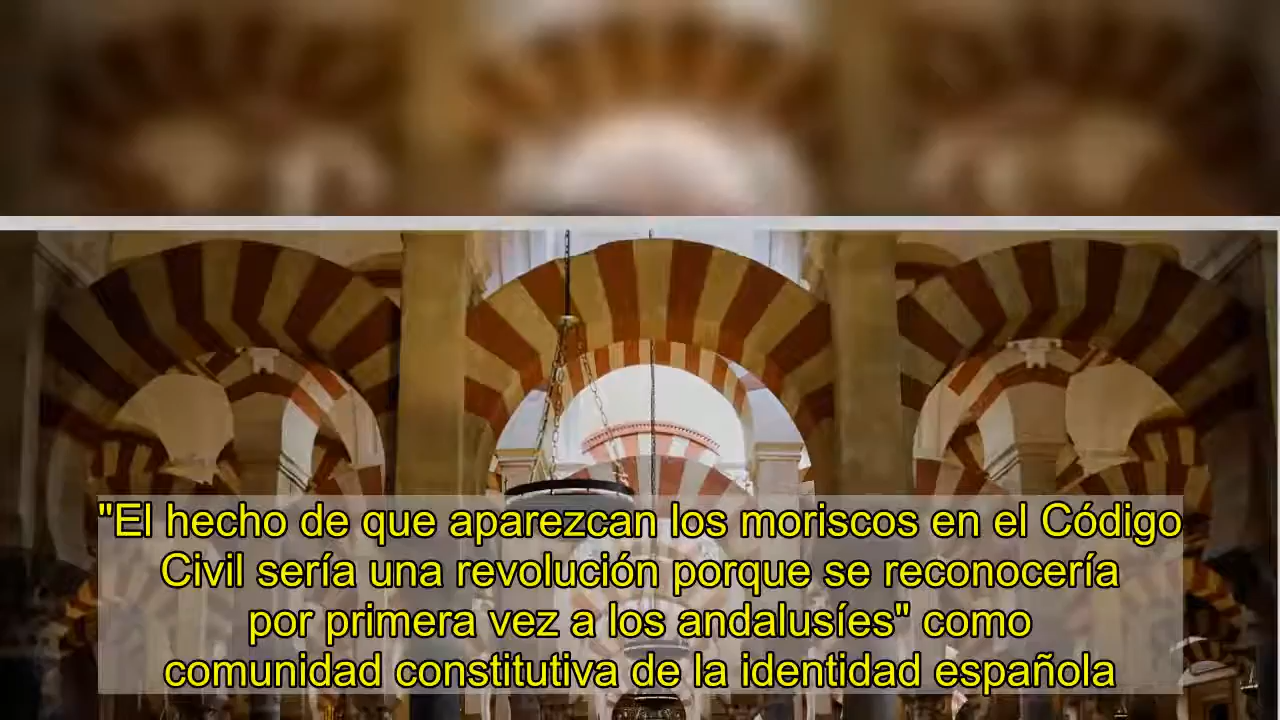 "El hecho de que aparezcan los moriscos en el Código
Civil sería una revolución porque se reconocería
por primera vez a los andalusíes" como
comunidad constitutiva de la identidad española